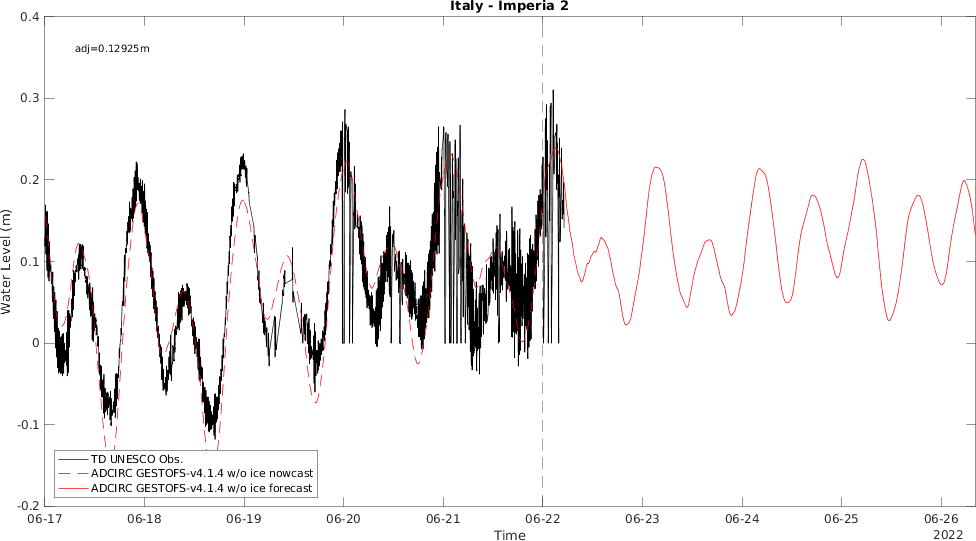 Italy - Imperia 2
adj=0.12925m
0.4
0.3
0.2
0.1
0
-0.1
-0.2
Water Level (m)
TD UNESCO Obs.
ADCIRC GESTOFS-v4.1.4 w/o ice nowcast
ADCIRC GESTOFS-v4.1.4 w/o ice forecast
06-17 06-18 06-19 06-20 06-21 06-22 06-23 06-24 06-25 06-26
Time
2022